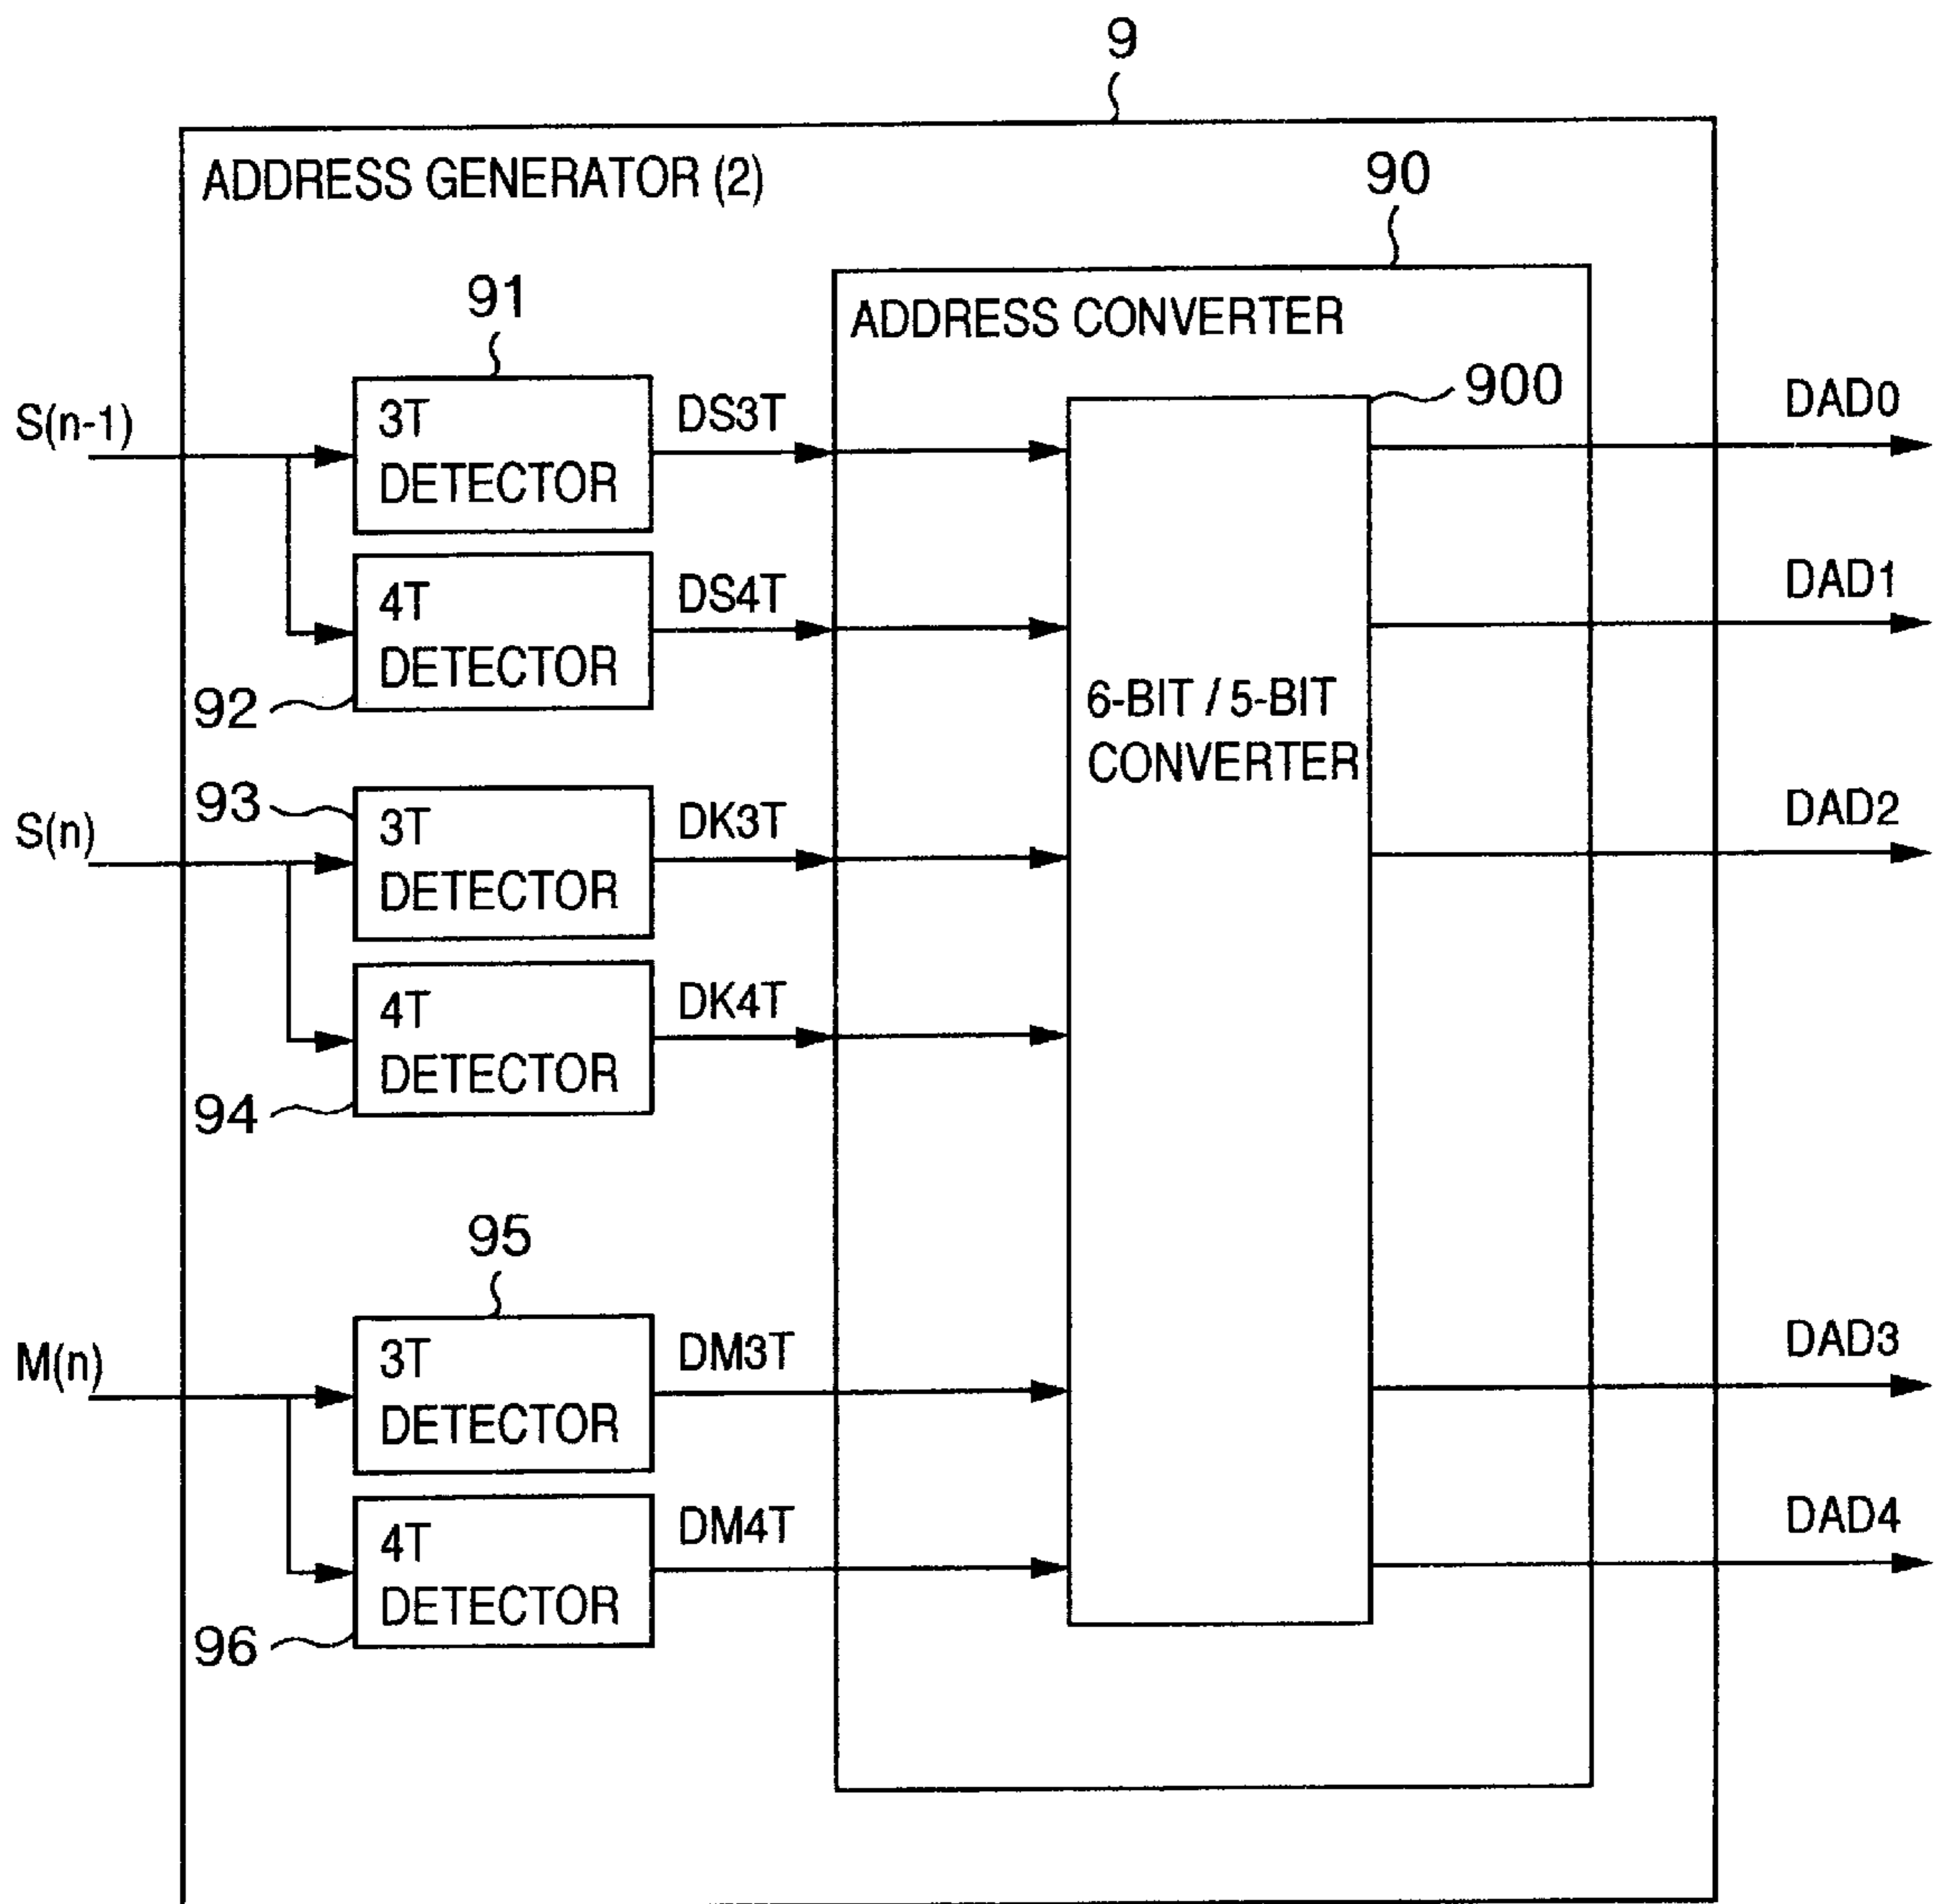 9
ADDRESS GENERATOR (2)
90
91
ADDRESS CONVERTER
900
S(n-1)
3T
DETECTOR
DS3T
DAD0
4T
DETECTOR
DS4T
DAD1
92
6-BIT / 5-BIT
CONVERTER
93
S(n)
3T
DETECTOR
DK3T
DAD2
4T
DETECTOR
DK4T
94
95
M(n)
3T
DETECTOR
DM3T
DAD3
4T
DETECTOR
DM4T
DAD4
96